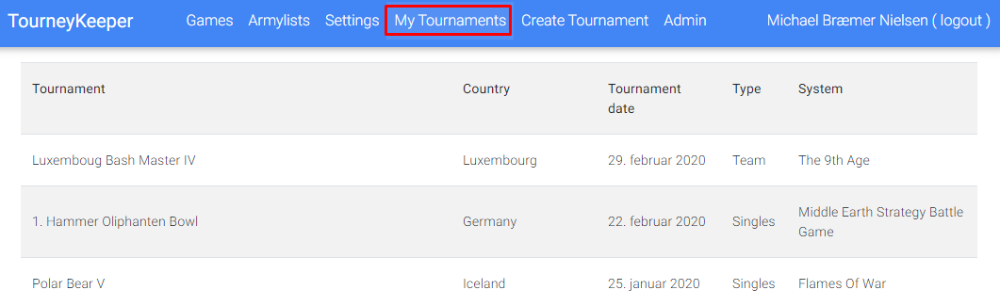 TourneyKeeper Games Armylists Settings My Tournaments Create Tournament Admin Michael Bræmer Nielsen ( logout )
Tournament Country Tournament date Type System
Luxemboug Bash Master IV Luxembourg 29. februar 2020 Team The 9th Age
1. Hammer Oliphanten Bowl Germany 22. februar 2020 Singles Middle Earth Strategy Battle Game
Polar Bear V Iceland 25. januar 2020 Singles Flames Of War